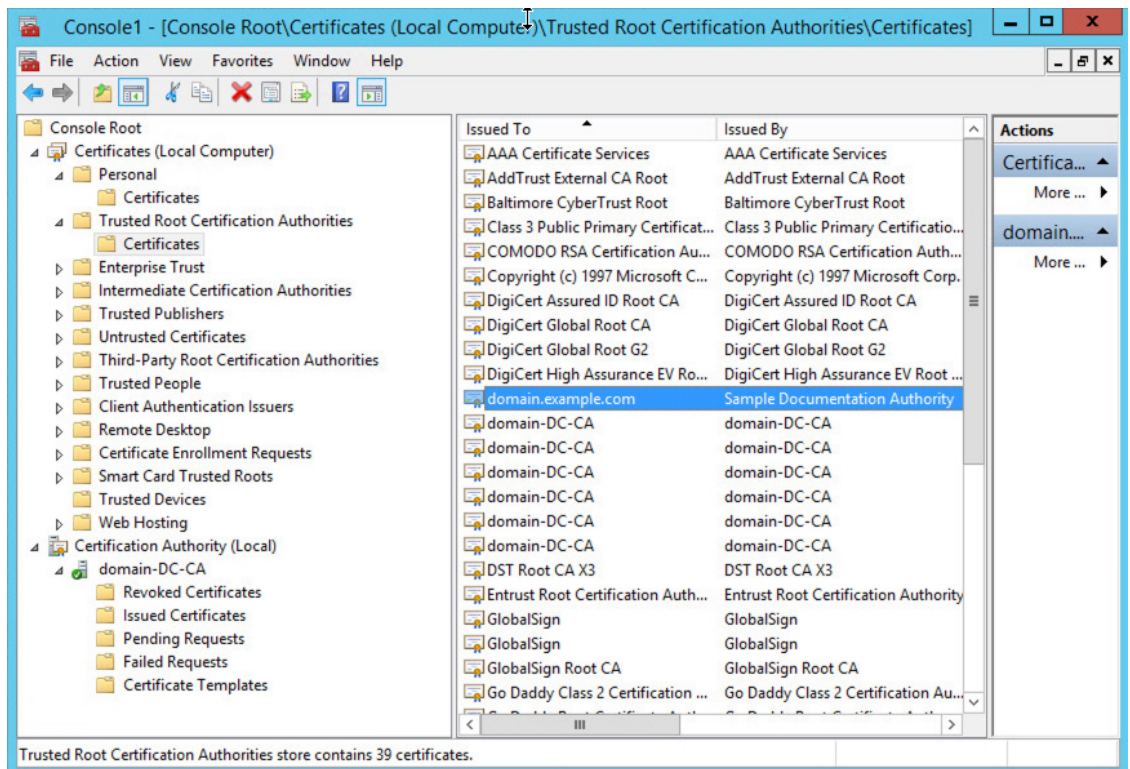 Console1 - [Console Root\Certificates (Local Computer)\Trusted Root Certification Authorities\Certificates]
File Action View Favorites Window Help
Console Root
Certificates (Local Computer)
Personal
Certificates
Trusted Root Certification Authorities
Certificates
Enterprise Trust
Intermediate Certification Authorities
Trusted Publishers
Untrusted Certificates
Third-Party Root Certification Authorities
Trusted People
Client Authentication Issuers
Remote Desktop
Certificate Enrollment Requests
Smart Card Trusted Roots
Trusted Devices
Web Hosting
Certification Authority (Local)
domain-DC-CA
Revoked Certificates
Issued Certificates
Pending Requests
Failed Requests
Certificate Templates
Issued To Issued By
AAA Certificate Services AAA Certificate Services
AddTrust External CA Root AddTrust External CA Root
Baltimore CyberTrust Root Baltimore CyberTrust Root
Class 3 Public Primary Certificat... Class 3 Public Primary Certificatio...
COMODO RSA Certification Au... COMODO RSA Certification Auth...
Copyright (c) 1997 Microsoft C... Copyright (c) 1997 Microsoft Corp.
DigiCert Assured ID Root CA DigiCert Assured ID Root CA
DigiCert Global Root CA DigiCert Global Root CA
DigiCert Global Root G2 DigiCert Global Root G2
DigiCert High Assurance EV Ro... DigiCert High Assurance EV Root ...
domain.example.com Sample Documentation Authority
domain-DC-CA domain-DC-CA
domain-DC-CA domain-DC-CA
domain-DC-CA domain-DC-CA
domain-DC-CA domain-DC-CA
domain-DC-CA domain-DC-CA
domain-DC-CA domain-DC-CA
DST Root CA X3 DST Root CA X3
Entrust Root Certification Auth... Entrust Root Certification Authority
GlobalSign GlobalSign
GlobalSign GlobalSign
GlobalSign Root CA GlobalSign Root CA
Go Daddy Class 2 Certification ... Go Daddy Class 2 Certification Au...
Actions
Certifica...
More ...
domain....
More ...
Trusted Root Certification Authorities store contains 39 certificates.